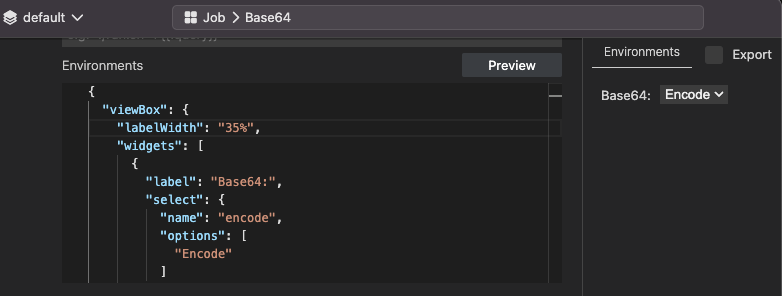 default
Job > Base64
Environments
Preview
Environments
Export
Base64:
Encode
{
"viewBox": {
"labelWidth": "35%",
"widgets": [
{
"label": "Base64:",
"select": {
"name": "encode",
"options": [
"Encode"
]